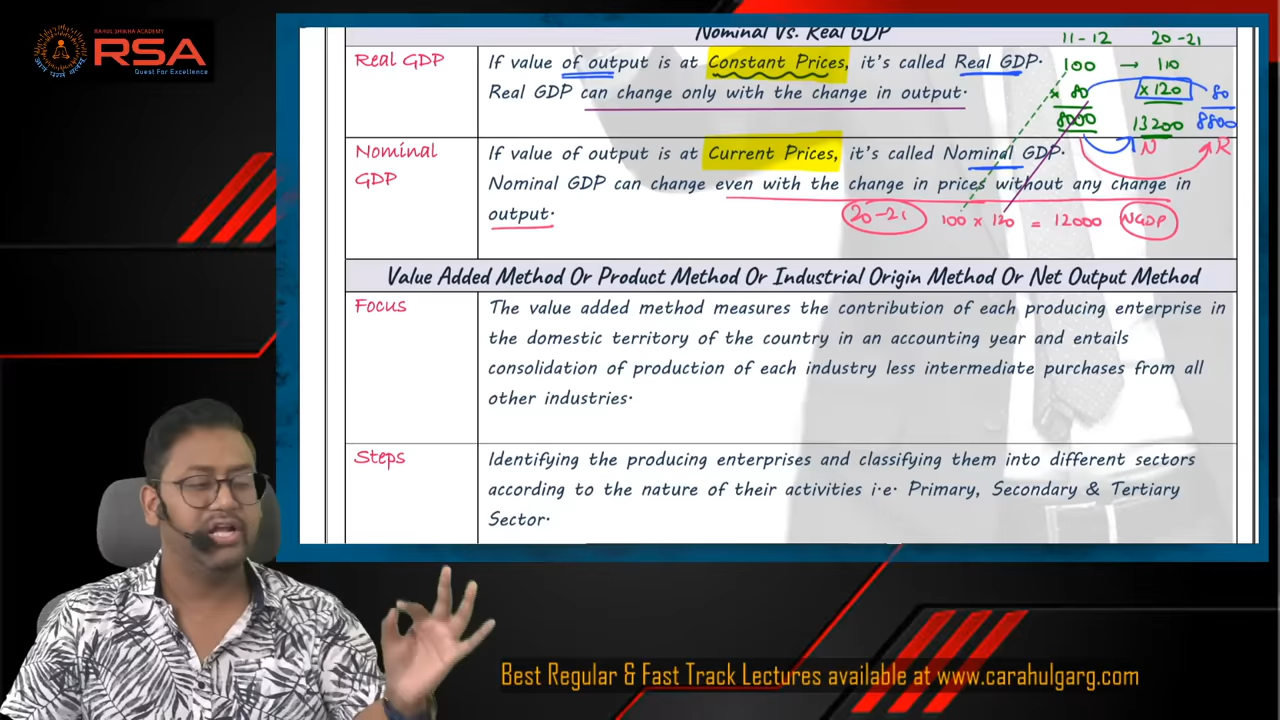 RAHUL SHIKHA ACADEMY
RSA
Quest For Excellence
Nominal Vs. Real GDP
11-12 20-21
Real GDP
If value of output is at Constant Prices, it's called Real GDP.
Real GDP can change only with the change in output.
100 → 110
× 80 × 120 80
8000 13200 8800
N R
Nominal
GDP
If value of output is at Current Prices, it's called Nominal GDP.
Nominal GDP can change even with the change in prices without any change in
output.
20-21 100 × 120 = 12000 NGDP
Value Added Method Or Product Method Or Industrial Origin Method Or Net Output Method
Focus
The value added method measures the contribution of each producing enterprise in
the domestic territory of the country in an accounting year and entails
consolidation of production of each industry less intermediate purchases from all
other industries.
Steps
Identifying the producing enterprises and classifying them into different sectors
according to the nature of their activities i.e. Primary, Secondary & Tertiary
Sector.
Best Regular & Fast Track Lectures available at www.carahulgarg.com